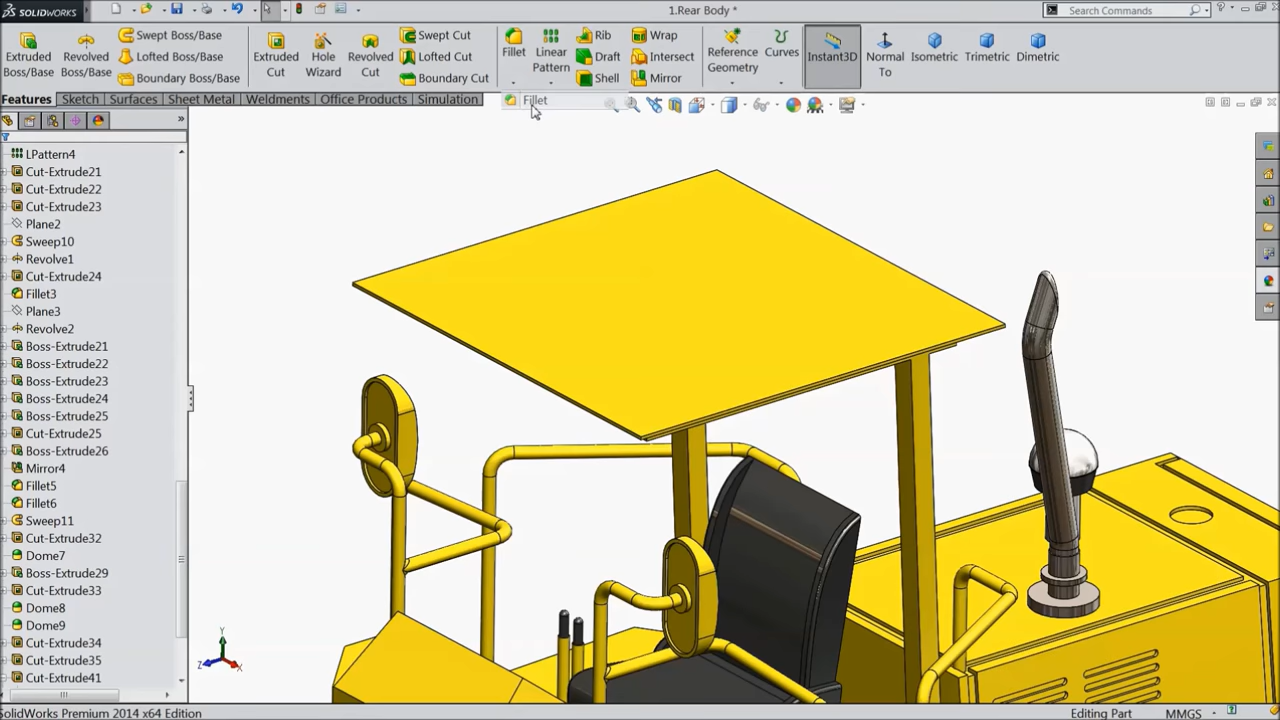 SOLIDWORKS
1.Rear Body *
Search Commands
Extruded Boss/Base
Revolved Boss/Base
Swept Boss/Base
Lofted Boss/Base
Boundary Boss/Base
Extruded Cut
Hole Wizard
Revolved Cut
Swept Cut
Lofted Cut
Boundary Cut
Fillet
Linear Pattern
Rib
Draft
Shell
Wrap
Intersect
Mirror
Reference Geometry
Curves
Instant3D
Normal To
Isometric
Trimetric
Dimetric
Features
Sketch
Surfaces
Sheet Metal
Weldments
Office Products
Simulation
Fillet
LPattern4
Cut-Extrude21
Cut-Extrude22
Cut-Extrude23
Plane2
Sweep10
Revolve1
Cut-Extrude24
Fillet3
Plane3
Revolve2
Boss-Extrude21
Boss-Extrude22
Boss-Extrude23
Boss-Extrude24
Boss-Extrude25
Cut-Extrude25
Boss-Extrude26
Mirror4
Fillet5
Fillet6
Sweep11
Cut-Extrude32
Dome7
Boss-Extrude29
Cut-Extrude33
Dome8
Dome9
Cut-Extrude34
Cut-Extrude35
Cut-Extrude41
Y
Z
X
SolidWorks Premium 2014 x64 Edition
Editing Part
MMGS